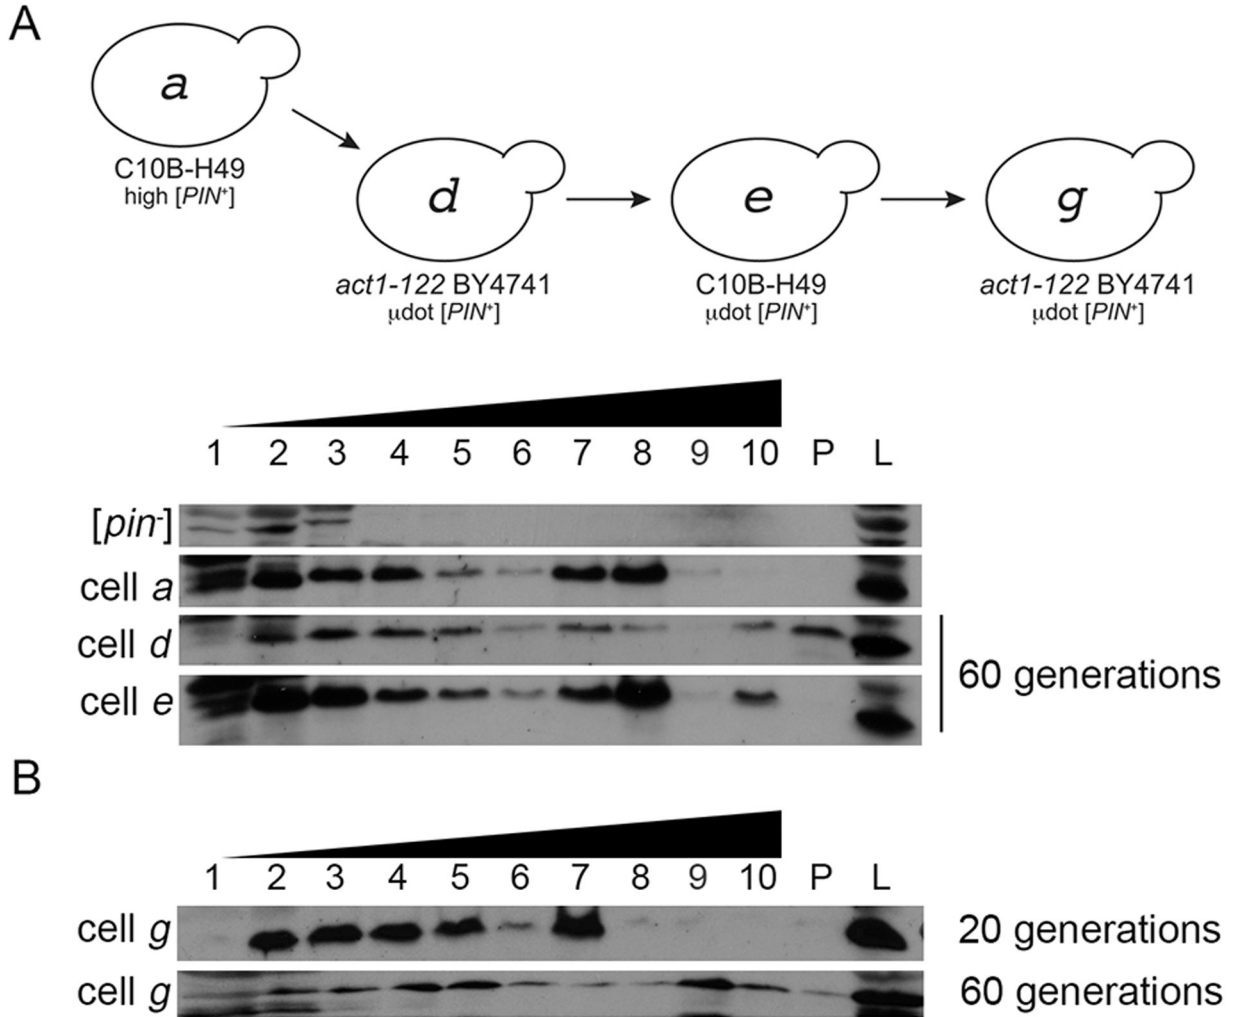 A
a
C10B-H49
high [PIN⁺]
d
e
g
act1-122 BY4741
C10B-H49
act1-122 BY4741
μdot [PIN⁺]
μdot [PIN⁺]
μdot [PIN⁺]
1 2 3 4 5 6 7 8 9 10 P L
[pin⁻]
cell a
cell d
60 generations
cell e
B
1 2 3 4 5 6 7 8 9 10 P L
cell g
20 generations
cell g
60 generations